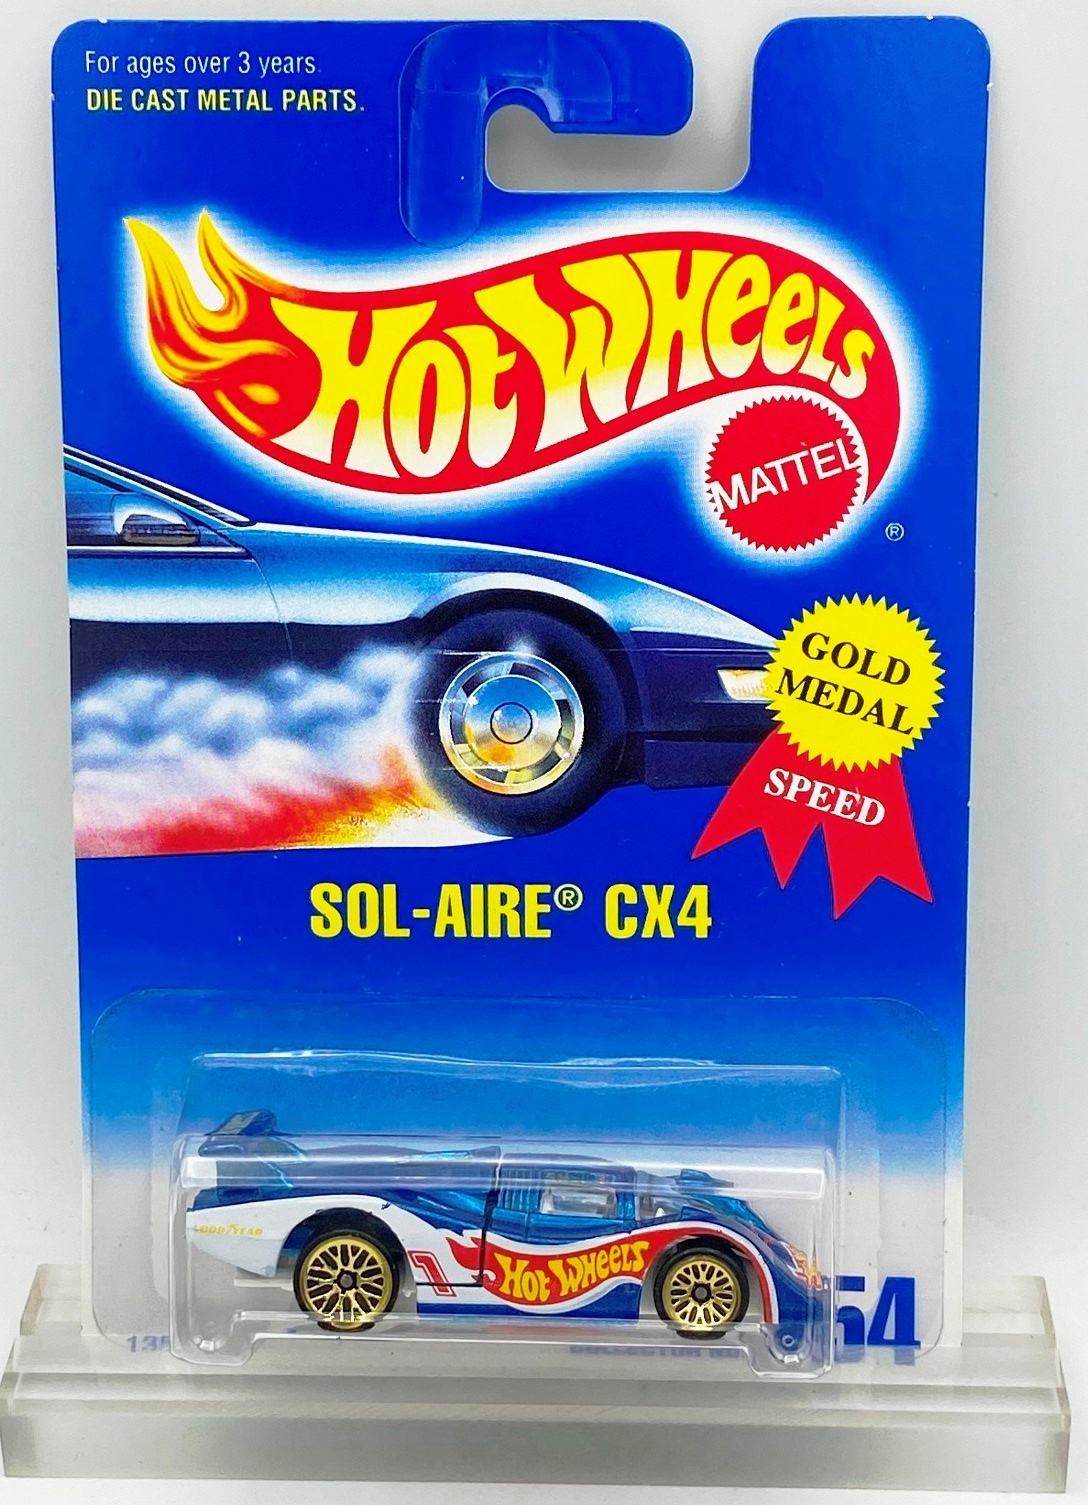 For ages over 3 years.
DIE CAST METAL PARTS.
HOT WHEELS
MATTEL
®
GOLD
MEDAL
SPEED
SOL-AIRE® CX4
GOODYEAR
1
HOT WHEELS
54